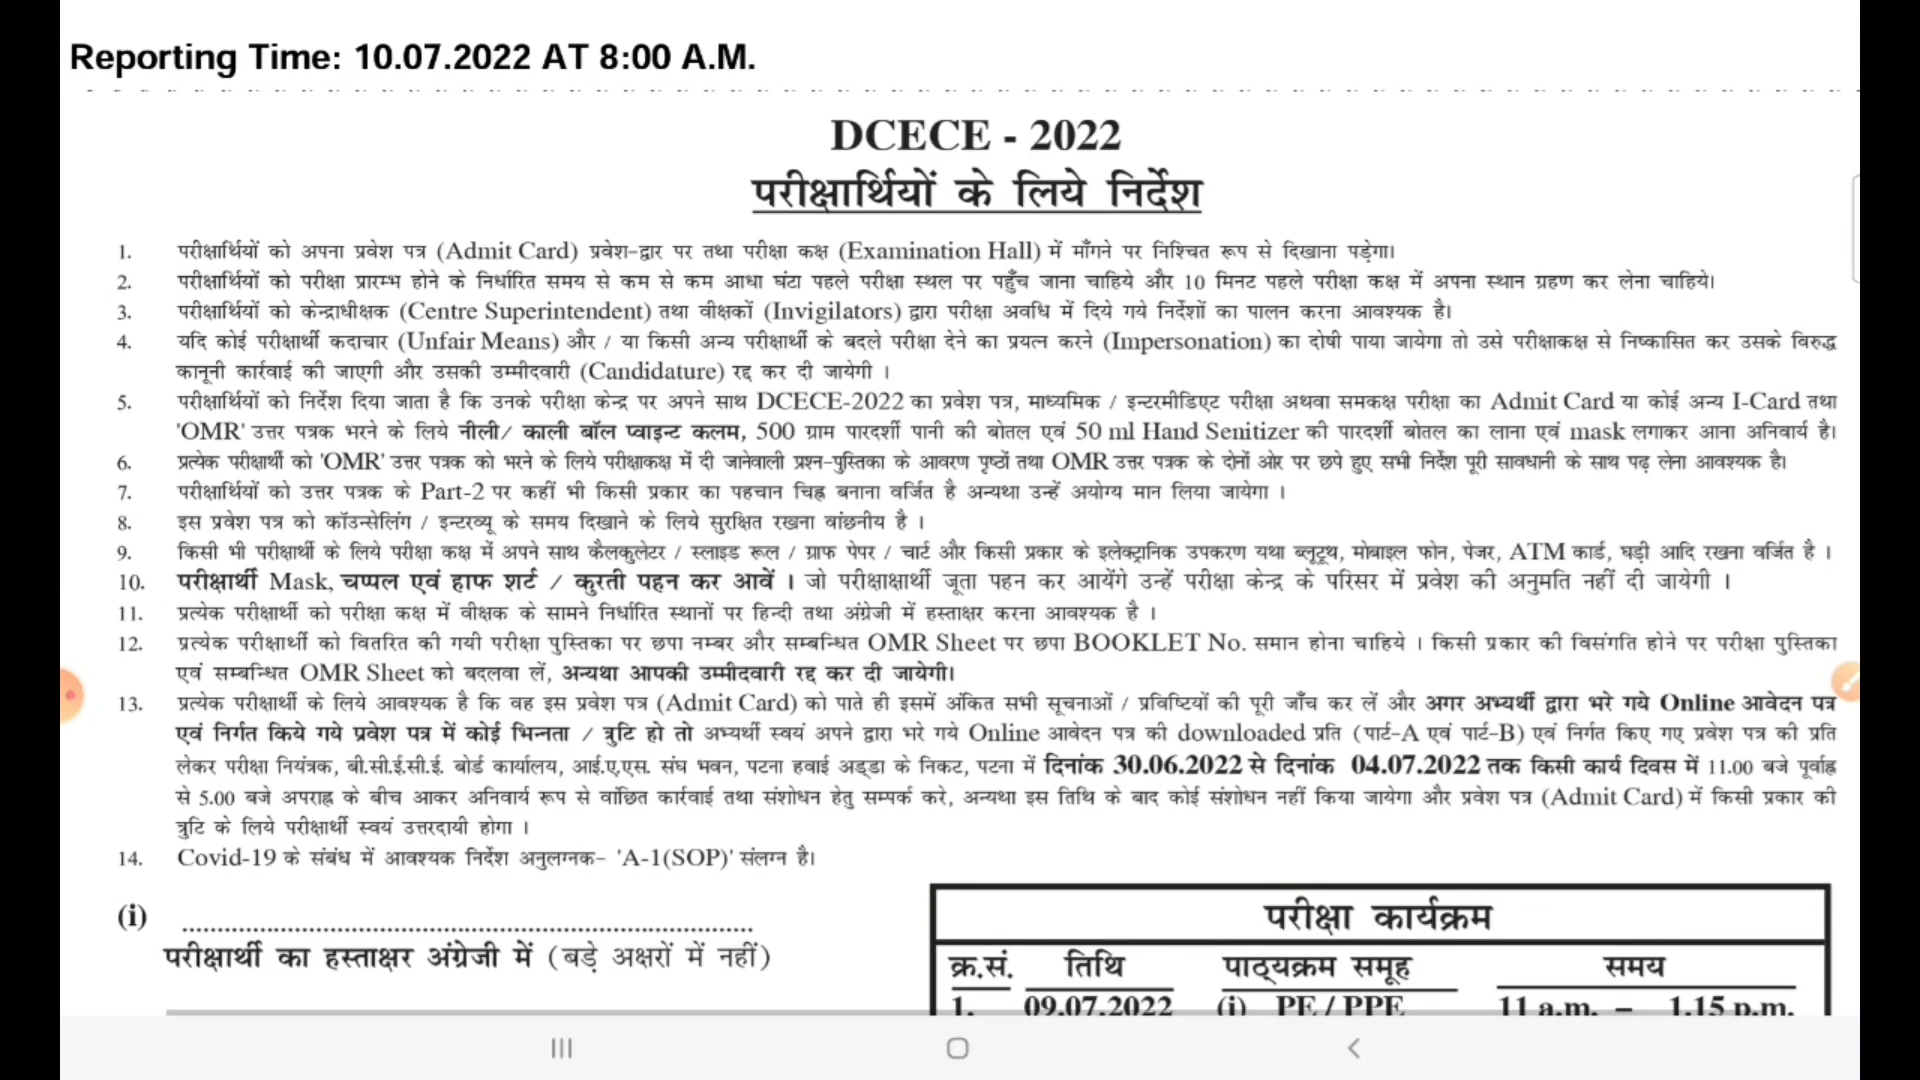 Reporting Time: 10.07.2022 AT 8:00 A.M.
DCECE - 2022
परीक्षार्थियों के लिये निर्देश
1. परीक्षार्थियों को अपना प्रवेश पत्र (Admit Card) प्रवेश-द्वार पर तथा परीक्षा कक्ष (Examination Hall) में माँगने पर निश्चित रूप से दिखाना पड़ेगा।
2. परीक्षार्थियों को परीक्षा प्रारम्भ होने के निर्धारित समय से कम से कम आधा घंटा पहले परीक्षा स्थल पर पहुँच जाना चाहिये और 10 मिनट पहले परीक्षा कक्ष में अपना स्थान ग्रहण कर लेना चाहिये।
3. परीक्षार्थियों को केन्द्राधीक्षक (Centre Superintendent) तथा वीक्षकों (Invigilators) द्वारा परीक्षा अवधि में दिये गये निर्देशों का पालन करना आवश्यक है।
4. यदि कोई परीक्षार्थी कदाचार (Unfair Means) और / या किसी अन्य परीक्षार्थी के बदले परीक्षा देने का प्रयत्न करने (Impersonation) का दोषी पाया जायेगा तो उसे परीक्षाकक्ष से निष्कासित कर उसके विरुद्ध
कानूनी कार्रवाई की जाएगी और उसकी उम्मीदवारी (Candidature) रद्द कर दी जायेगी ।
5. परीक्षार्थियों को निर्देश दिया जाता है कि उनके परीक्षा केन्द्र पर अपने साथ DCECE-2022 का प्रवेश पत्र, माध्यमिक / इन्टरमीडिएट परीक्षा अथवा समकक्ष परीक्षा का Admit Card या कोई अन्य I-Card तथा
'OMR' उत्तर पत्रक भरने के लिये नीली/ काली बॉल प्वाइन्ट कलम, 500 ग्राम पारदर्शी पानी की बोतल एवं 50 ml Hand Senitizer की पारदर्शी बोतल का लाना एवं mask लगाकर आना अनिवार्य है।
6. प्रत्येक परीक्षार्थी को 'OMR' उत्तर पत्रक को भरने के लिये परीक्षाकक्ष में दी जानेवाली प्रश्न-पुस्तिका के आवरण पृष्ठों तथा OMR उत्तर पत्रक के दोनों ओर पर छपे हुए सभी निर्देश पूरी सावधानी के साथ पढ़ लेना आवश्यक है।
7. परीक्षार्थियों को उत्तर पत्रक के Part-2 पर कहीं भी किसी प्रकार का पहचान चिह्न बनाना वर्जित है अन्यथा उन्हें अयोग्य मान लिया जायेगा ।
8. इस प्रवेश पत्र को कॉउन्सेलिंग / इन्टरव्यू के समय दिखाने के लिये सुरक्षित रखना वांछनीय है ।
9. किसी भी परीक्षार्थी के लिये परीक्षा कक्ष में अपने साथ कैलकुलेटर / स्लाइड रूल / ग्राफ पेपर / चार्ट और किसी प्रकार के इलेक्ट्रानिक उपकरण यथा ब्लूटूथ, मोबाइल फोन, पेजर, ATM कार्ड, घड़ी आदि रखना वर्जित है ।
10. परीक्षार्थी Mask, चप्पल एवं हाफ शर्ट / कुरती पहन कर आवें । जो परीक्षाक्षार्थी जूता पहन कर आयेंगे उन्हें परीक्षा केन्द्र के परिसर में प्रवेश की अनुमति नहीं दी जायेगी ।
11. प्रत्येक परीक्षार्थी को परीक्षा कक्ष में वीक्षक के सामने निर्धारित स्थानों पर हिन्दी तथा अंग्रेजी में हस्ताक्षर करना आवश्यक है ।
12. प्रत्येक परीक्षार्थी को वितरित की गयी परीक्षा पुस्तिका पर छपा नम्बर और सम्बन्धित OMR Sheet पर छपा BOOKLET No. समान होना चाहिये । किसी प्रकार की विसंगति होने पर परीक्षा पुस्तिका
एवं सम्बन्धित OMR Sheet को बदलवा लें, अन्यथा आपकी उम्मीदवारी रद्द कर दी जायेगी।
13. प्रत्येक परीक्षार्थी के लिये आवश्यक है कि वह इस प्रवेश पत्र (Admit Card) को पाते ही इसमें अंकित सभी सूचनाओं / प्रविष्टियों की पूरी जाँच कर लें और अगर अभ्यर्थी द्वारा भरे गये Online आवेदन पत्र
एवं निर्गत किये गये प्रवेश पत्र में कोई भिन्नता / त्रुटि हो तो अभ्यर्थी स्वयं अपने द्वारा भरे गये Online आवेदन पत्र की downloaded प्रति (पार्ट-A एवं पार्ट-B) एवं निर्गत किए गए प्रवेश पत्र की प्रति
लेकर परीक्षा नियंत्रक, बी.सी.ई.सी.ई. बोर्ड कार्यालय, आई.ए.एस. संघ भवन, पटना हवाई अड्डा के निकट, पटना में दिनांक 30.06.2022 से दिनांक 04.07.2022 तक किसी कार्य दिवस में 11.00 बजे पूर्वाह्न
से 5.00 बजे अपराह्न के बीच आकर अनिवार्य रूप से वांछित कार्रवाई तथा संशोधन हेतु सम्पर्क करे, अन्यथा इस तिथि के बाद कोई संशोधन नहीं किया जायेगा और प्रवेश पत्र (Admit Card) में किसी प्रकार की
त्रुटि के लिये परीक्षार्थी स्वयं उत्तरदायी होगा ।
14. Covid-19 के संबंध में आवश्यक निर्देश अनुलग्नक- 'A-1(SOP)' संलग्न है।
(i) ........................................................................
परीक्षार्थी का हस्ताक्षर अंग्रेजी में (बड़े अक्षरों में नहीं)
परीक्षा कार्यक्रम
क्र.सं. तिथि पाठ्यक्रम समूह समय
1. 09.07.2022 (i) PE / PPE 11 a.m. – 1.15 p.m.